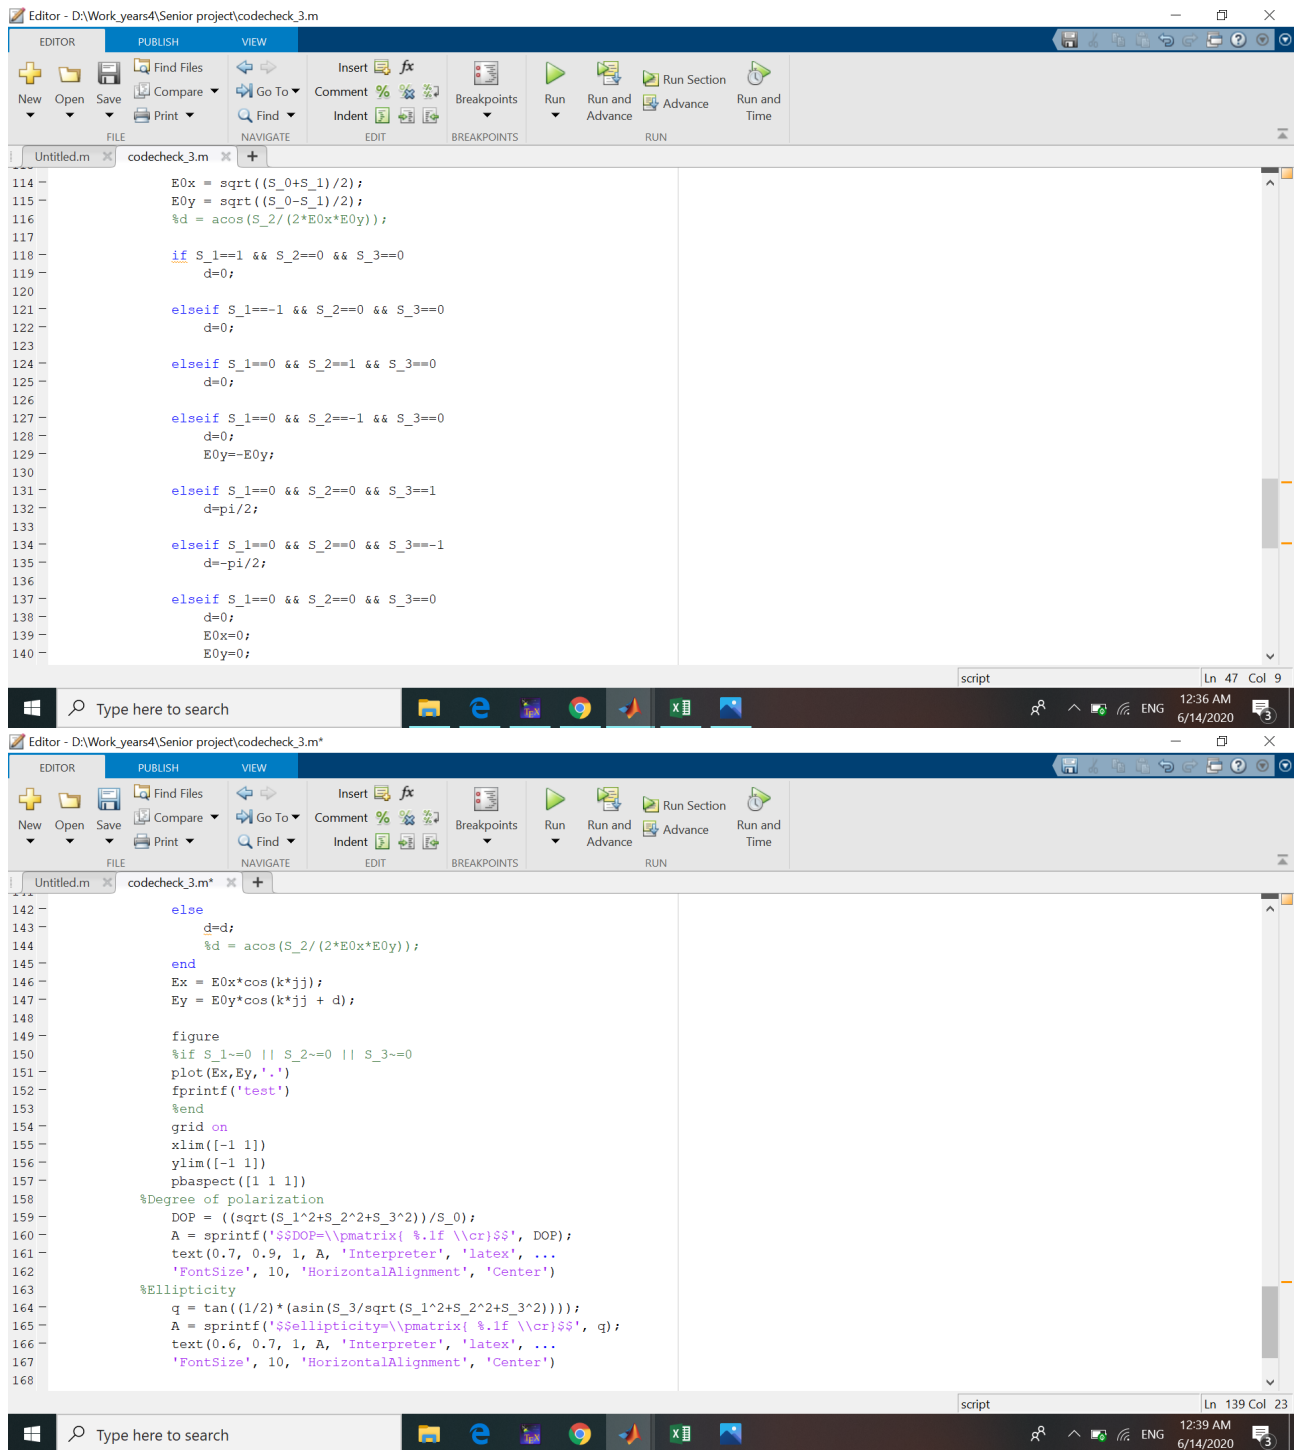 Editor - D:\Work_years4\Senior project\codecheck_3.m
EDITOR PUBLISH VIEW
Find Files Insert fx
New Open Save Compare Go To Comment Breakpoints Run Run and Advance Run Section Advance Run and Time
Print Find Indent
FILE NAVIGATE EDIT BREAKPOINTS RUN
Untitled.m codecheck_3.m
114 E0x = sqrt((S_0+S_1)/2);
115 E0y = sqrt((S_0-S_1)/2);
116 %d = acos(S_2/(2*E0x*E0y));
117
118 if S_1==1 && S_2==0 && S_3==0
119 d=0;
120
121 elseif S_1==-1 && S_2==0 && S_3==0
122 d=0;
123
124 elseif S_1==0 && S_2==1 && S_3==0
125 d=0;
126
127 elseif S_1==0 && S_2==-1 && S_3==0
128 d=0;
129 E0y=-E0y;
130
131 elseif S_1==0 && S_2==0 && S_3==1
132 d=pi/2;
133
134 elseif S_1==0 && S_2==0 && S_3==-1
135 d=-pi/2;
136
137 elseif S_1==0 && S_2==0 && S_3==0
138 d=0;
139 E0x=0;
140 E0y=0;
script Ln 47 Col 9
Type here to search ENG 12:36 AM
6/14/2020 3
Editor - D:\Work_years4\Senior project\codecheck_3.m*
EDITOR PUBLISH VIEW
Find Files Insert fx
New Open Save Compare Go To Comment Breakpoints Run Run and Advance Run Section Advance Run and Time
Print Find Indent
FILE NAVIGATE EDIT BREAKPOINTS RUN
Untitled.m codecheck_3.m*
142 else
143 d=d;
144 %d = acos(S_2/(2*E0x*E0y));
145 end
146 Ex = E0x*cos(k*jj);
147 Ey = E0y*cos(k*jj + d);
148
149 figure
150 %if S_1~=0 || S_2~=0 || S_3~=0
151 plot(Ex,Ey,'.')
152 fprintf('test')
153 %end
154 grid on
155 xlim([-1 1])
156 ylim([-1 1])
157 pbaspect([1 1 1])
158 %Degree of polarization
159 DOP = ((sqrt(S_1^2+S_2^2+S_3^2))/S_0);
160 A = sprintf('$$DOP=\\pmatrix{ %.1f \\cr}$$', DOP);
161 text(0.7, 0.9, 1, A, 'Interpreter', 'latex', ...
162 'FontSize', 10, 'HorizontalAlignment', 'Center')
163 %Ellipticity
164 q = tan((1/2)*(asin(S_3/sqrt(S_1^2+S_2^2+S_3^2))));
165 A = sprintf('$$ellipticity=\\pmatrix{ %.1f \\cr}$$', q);
166 text(0.6, 0.7, 1, A, 'Interpreter', 'latex', ...
167 'FontSize', 10, 'HorizontalAlignment', 'Center')
168
script Ln 139 Col 23
Type here to search ENG 12:39 AM
6/14/2020 3